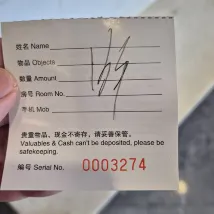 姓名 Name
物品 Objects
数量 Amount
房号 Room No.
手机 Mob
贵重物品、现金不寄存，请妥善保管。
Valuables & Cash can't be deposited, please be
safekeeping.
编号 Serial No. 0003274